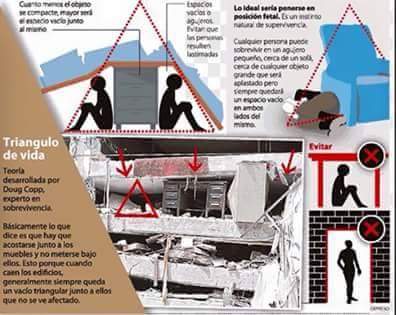 Cuanto menos el objeto
se compacte, mayor será
el espacio vacío junto
al mismo
Espacios
vacíos o
agujeros.
Evitan que
las personas
resulten
lastimadas
Lo ideal sería ponerse en
posición fetal. Es un instinto
natural de supervivencia.
Cualquier persona puede
sobrevivir en un agujero
pequeño, cerca de un sofá,
cerca de cualquier objeto
grande que será
aplastado pero
siempre quedará
un espacio vacío
en ambos
lados del
mismo.
Triangulo
de vida
Teoría
desarrollada por
Doug Copp,
experto en
sobrevivencia.
Básicamente lo que
dice es que hay que
acostarse junto a los
muebles y no meterse bajo
ellos. Esto porque cuando
caen los edificios,
generalmente siempre queda
un vacío triangular junto a ellos
que no se ve afectado.
Evitar
EXPRESO